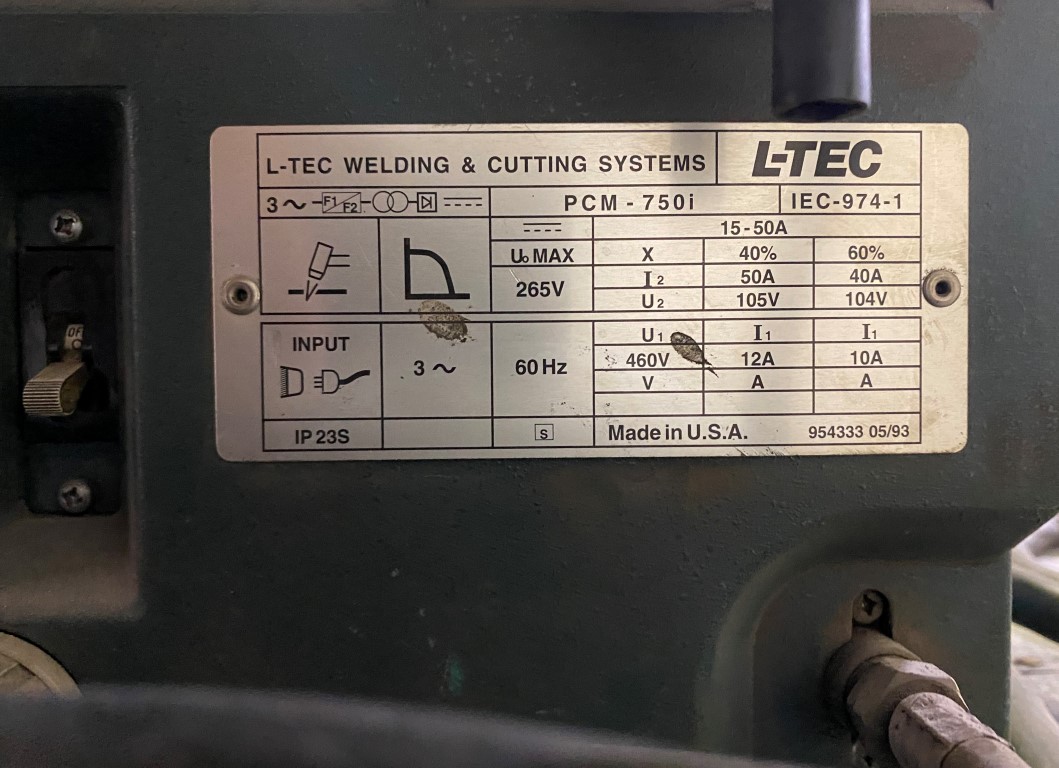 L-TEC WELDING & CUTTING SYSTEMS
L-TEC
3 ~ F1 F2
PCM - 750i
IEC-974-1
15-50A
U₀ MAX X 40% 60%
265V I₂ 50A 40A
U₂ 105V 104V
INPUT
3 ~
60 Hz
U₁ I₁ I₁
460V 12A 10A
V A A
IP 23S
S
Made in U.S.A.
954333 05/93
OF